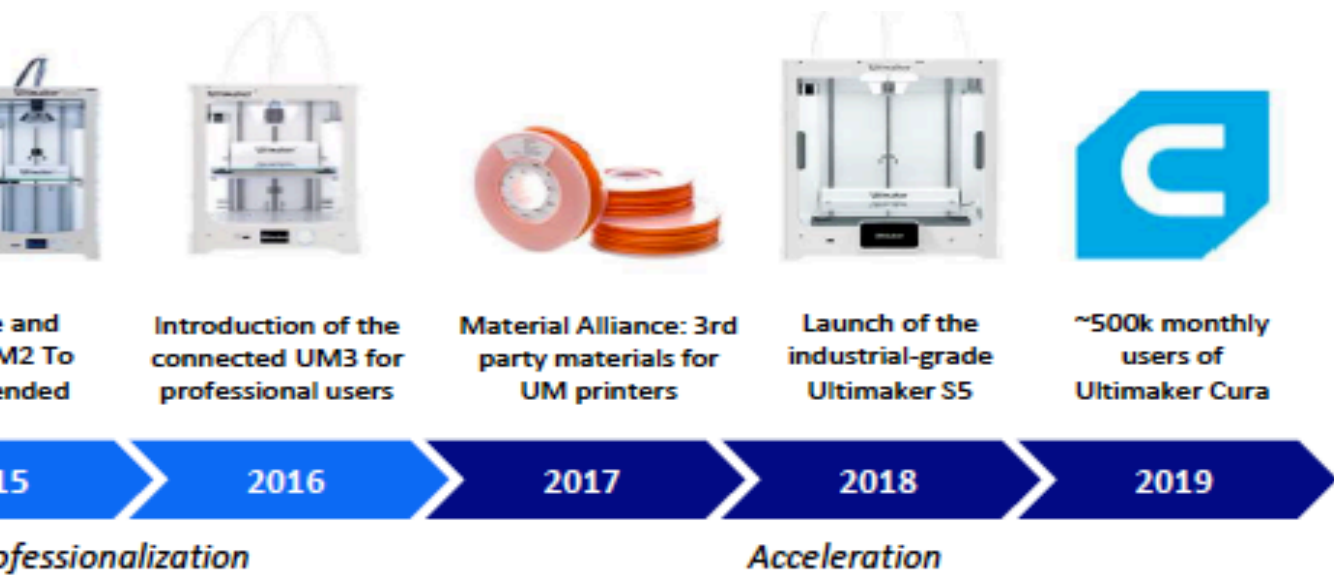 e and
M2 To
ended
Introduction of the
connected UM3 for
professional users
Material Alliance: 3rd
party materials for
UM printers
Launch of the
industrial-grade
Ultimaker S5
~500k monthly
users of
Ultimaker Cura
15
2016
2017
2018
2019
ofessionalization
Acceleration